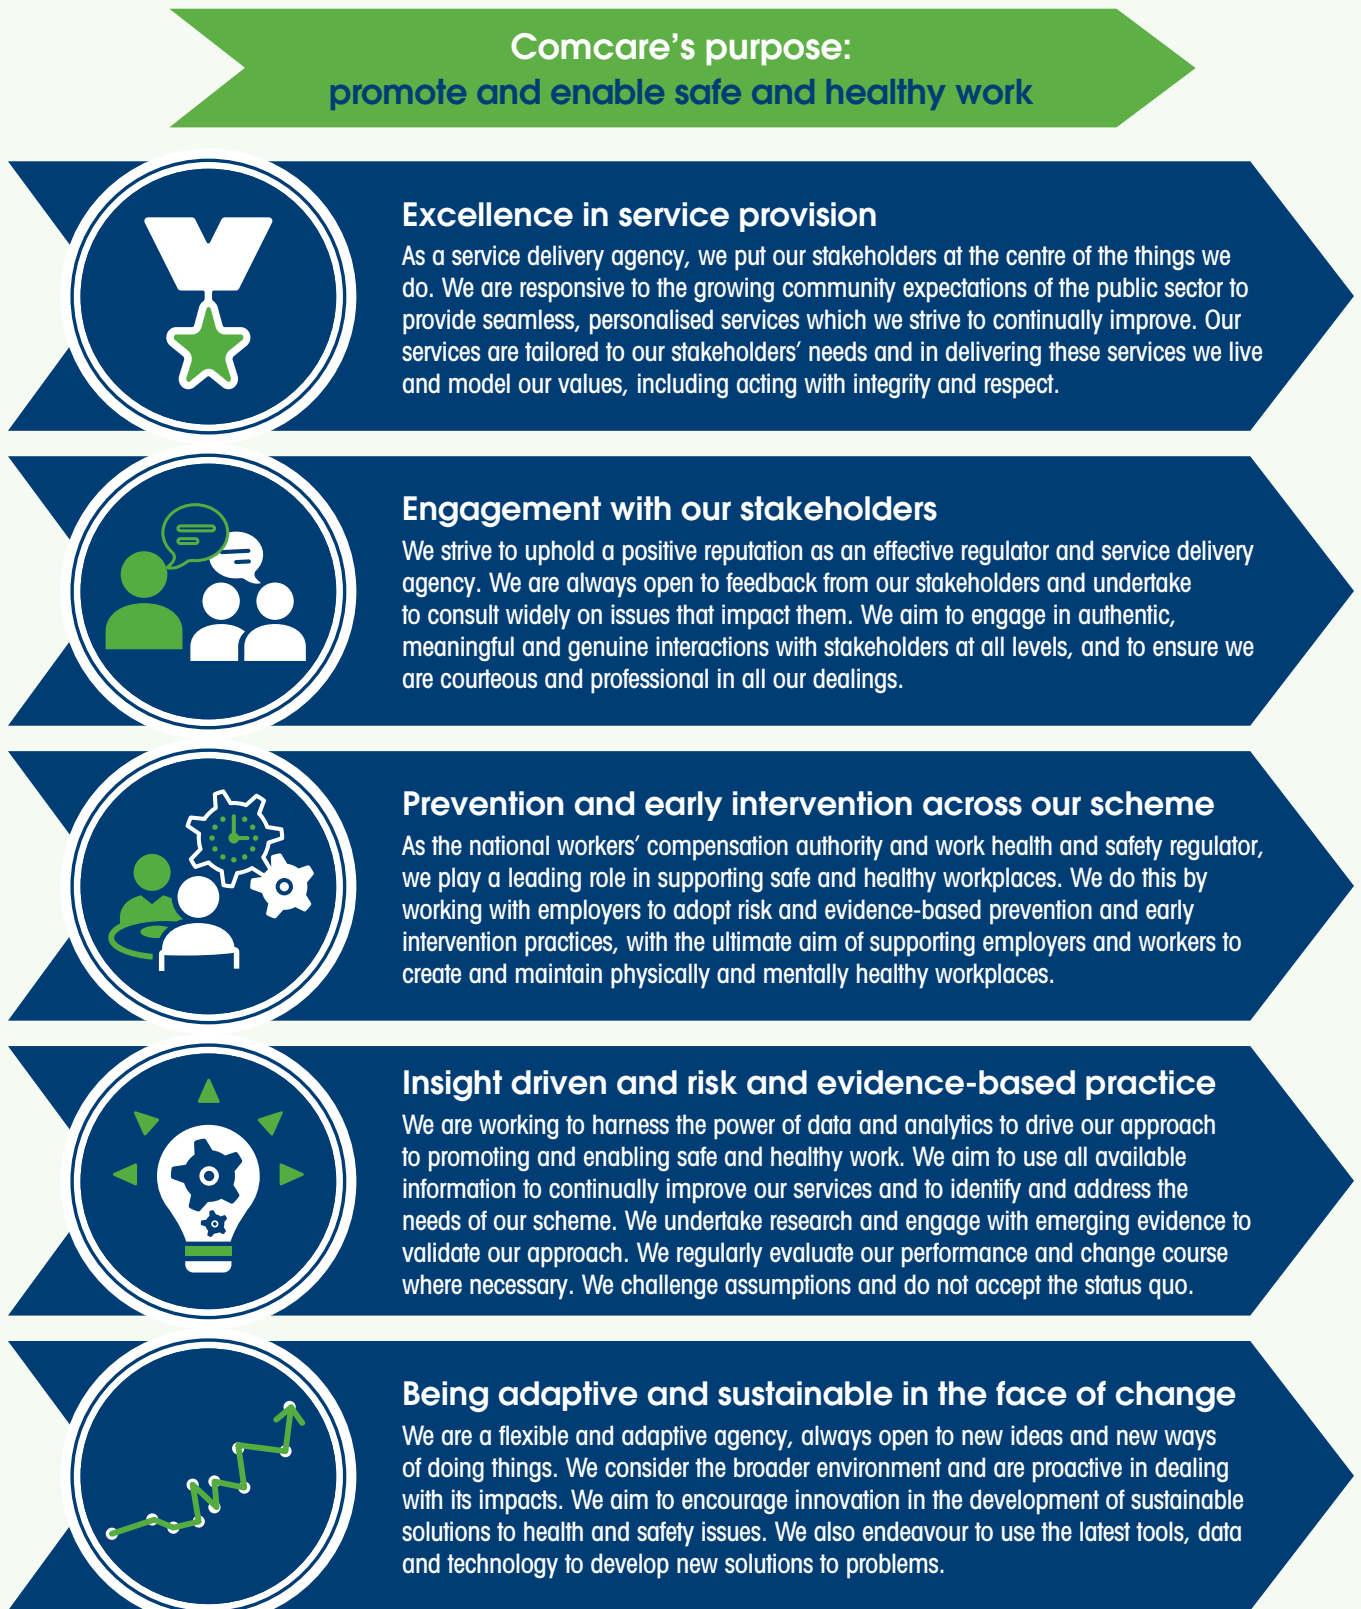 Comcare’s purpose:
promote and enable safe and healthy work
Excellence in service provision
As a service delivery agency, we put our stakeholders at the centre of the things we
do. We are responsive to the growing community expectations of the public sector to
provide seamless, personalised services which we strive to continually improve. Our
services are tailored to our stakeholders’ needs and in delivering these services we live
and model our values, including acting with integrity and respect.
Engagement with our stakeholders
We strive to uphold a positive reputation as an effective regulator and service delivery
agency. We are always open to feedback from our stakeholders and undertake
to consult widely on issues that impact them. We aim to engage in authentic,
meaningful and genuine interactions with stakeholders at all levels, and to ensure we
are courteous and professional in all our dealings.
Prevention and early intervention across our scheme
As the national workers’ compensation authority and work health and safety regulator,
we play a leading role in supporting safe and healthy workplaces. We do this by
working with employers to adopt risk and evidence-based prevention and early
intervention practices, with the ultimate aim of supporting employers and workers to
create and maintain physically and mentally healthy workplaces.
Insight driven and risk and evidence-based practice
We are working to harness the power of data and analytics to drive our approach
to promoting and enabling safe and healthy work. We aim to use all available
information to continually improve our services and to identify and address the
needs of our scheme. We undertake research and engage with emerging evidence to
validate our approach. We regularly evaluate our performance and change course
where necessary. We challenge assumptions and do not accept the status quo.
Being adaptive and sustainable in the face of change
We are a flexible and adaptive agency, always open to new ideas and new ways
of doing things. We consider the broader environment and are proactive in dealing
with its impacts. We aim to encourage innovation in the development of sustainable
solutions to health and safety issues. We also endeavour to use the latest tools, data
and technology to develop new solutions to problems.